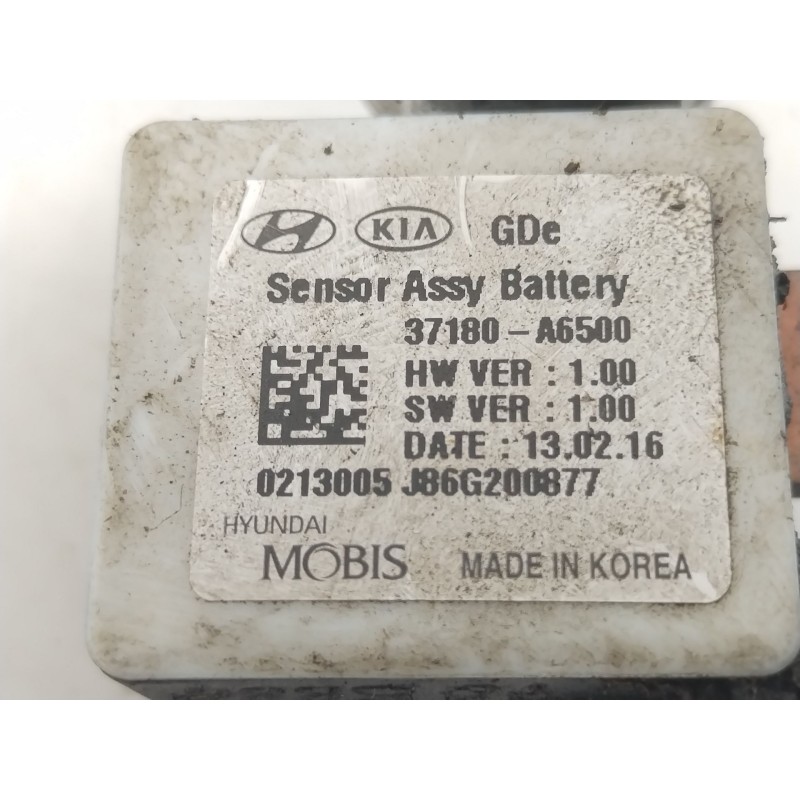 KIA GDe
Sensor Assy Battery
37180-A6500
HW VER : 1.00
SW VER : 1.00
DATE : 13.02.16
0213005 J86G200877
HYUNDAI
MOBIS MADE IN KOREA